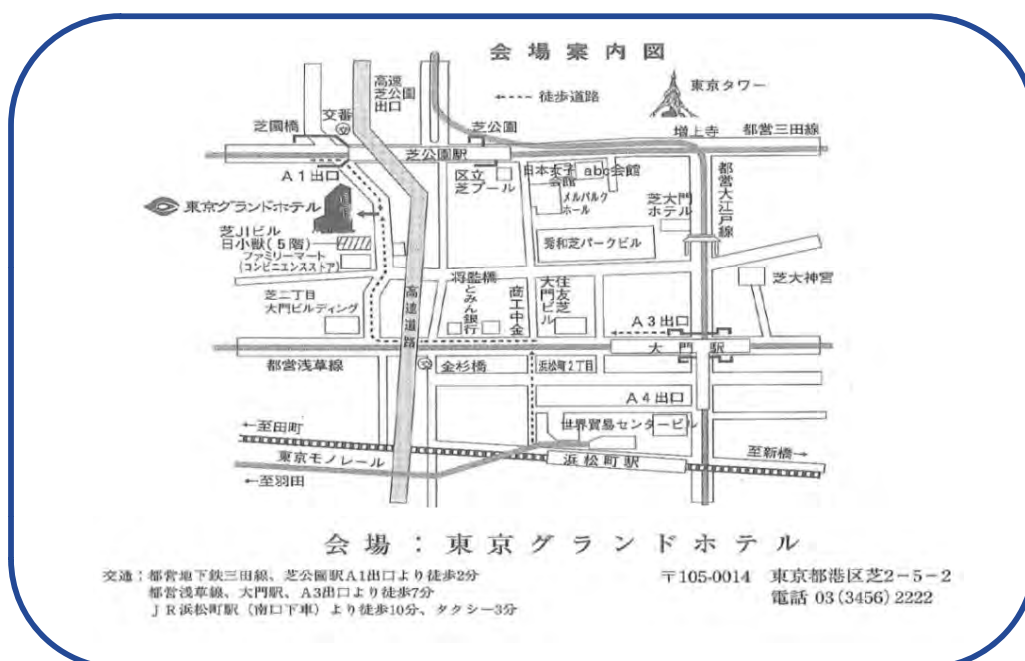 会場案内図
東京タワー
高速
芝公園
出口
←---- 徒歩道路
交番
芝園橋
芝公園
増上寺
都営三田線
芝公園駅
A1出口
区立
芝プール
日本女子
会館
abc会館
メルパルク
ホール
芝大門
ホテル
都営大江戸線
東京グランドホテル
芝JIビル
日小獣(5階)
ファミリーマート
(コンビニエンスストア)
秀和芝パークビル
芝大神宮
芝二丁目
大門ビルディング
高速道路
将監橋
とみん銀行
商工中金
住友芝
大門ビル
A3出口
大門駅
都営浅草線
金杉橋
浜松町2丁目
A4出口
世界貿易センタービル
←至田町
東京モノレール
浜松町駅
至新橋→
←至羽田
会場:東京グランドホテル
交通:都営地下鉄三田線、芝公園駅A1出口より徒歩2分
都営浅草線、大門駅、A3出口より徒歩7分
JR浜松町駅(南口下車)より徒歩10分、タクシー3分
〒105-0014 東京都港区芝2-5-2
電話 03(3456)2222